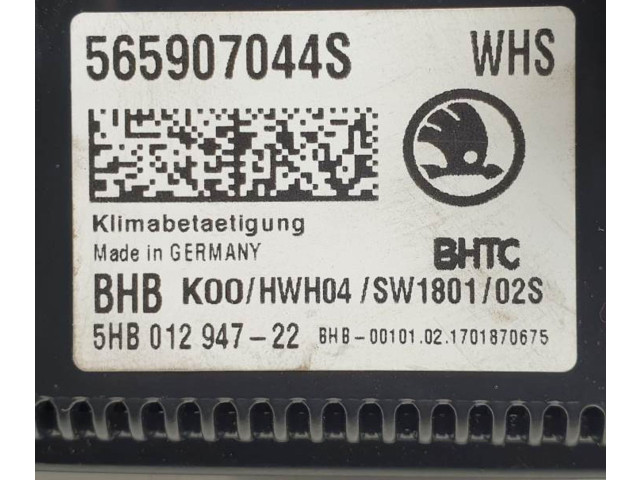 565907044S WHS
Klimabetaetigung
Made in GERMANY
BHTC
BHB K00/HWH04/SW1801/02S
5HB 012 947-22 BHB-00101.02.1701870675